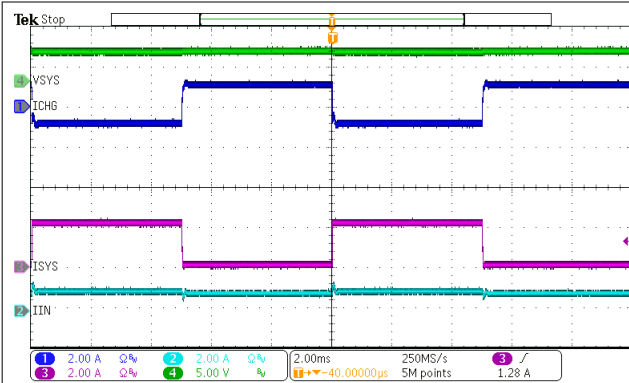 Tek Stop
T
T
4 VSYS
1 ICHG
3 ISYS
2 IIN
1 2.00 A Ω 2 2.00 A Ω 2.00ms 250MS/s 3
3 2.00 A Ω 4 5.00 V T→▼-40.00000μs 5M points 1.28 A